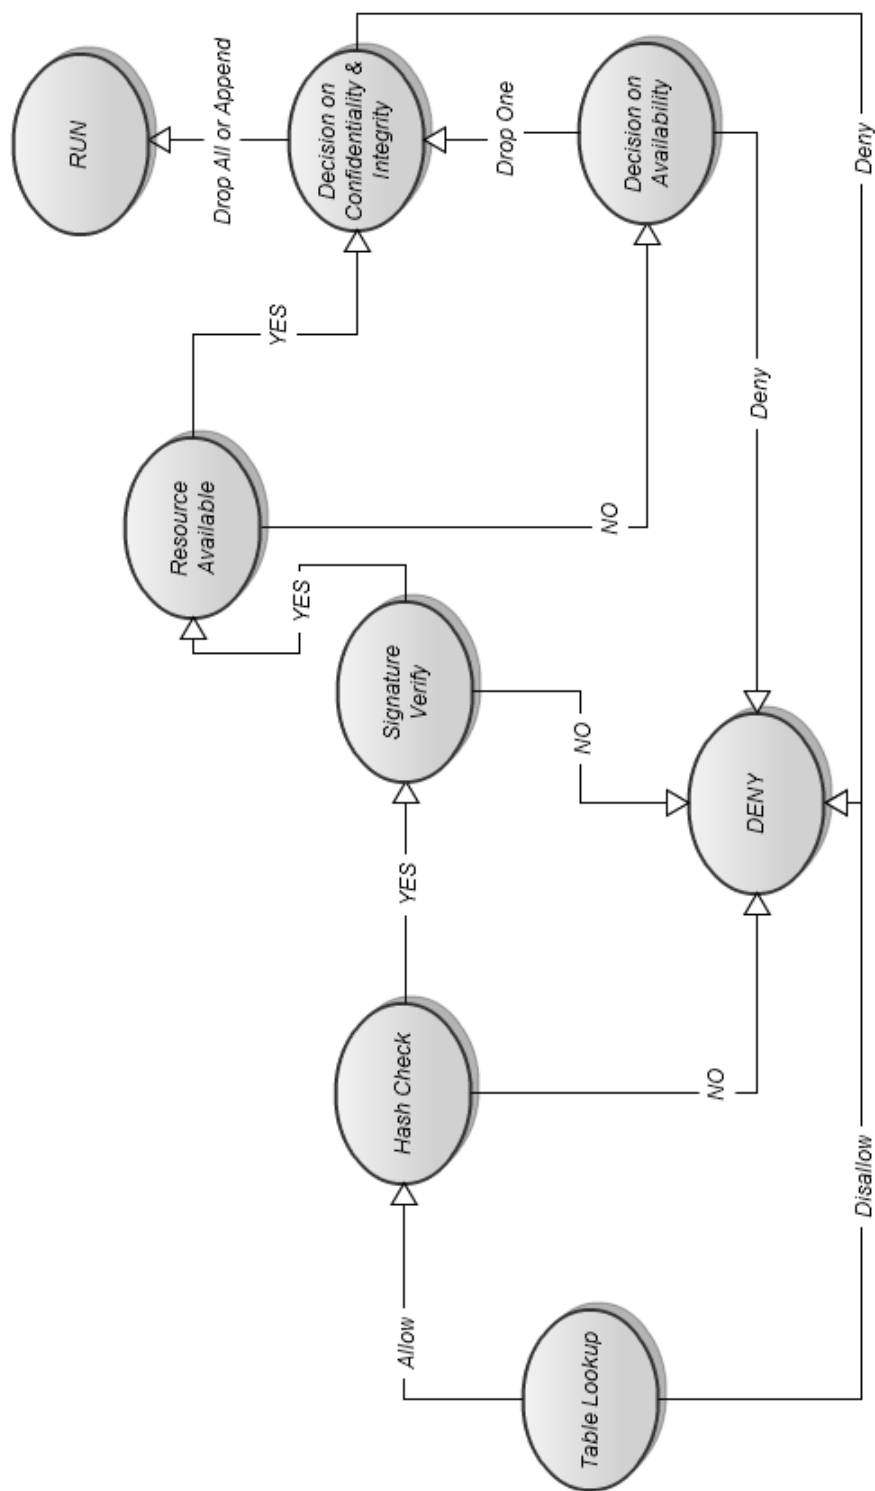 Table Lookup
Allow
Disallow
Hash Check
YES
NO
Signature
Verify
YES
NO
DENY
Resource
Available
YES
NO
Decision on
Confidentiality &
Integrity
Drop All or Append
Drop One
Decision on
Availability
Deny
Deny
RUN